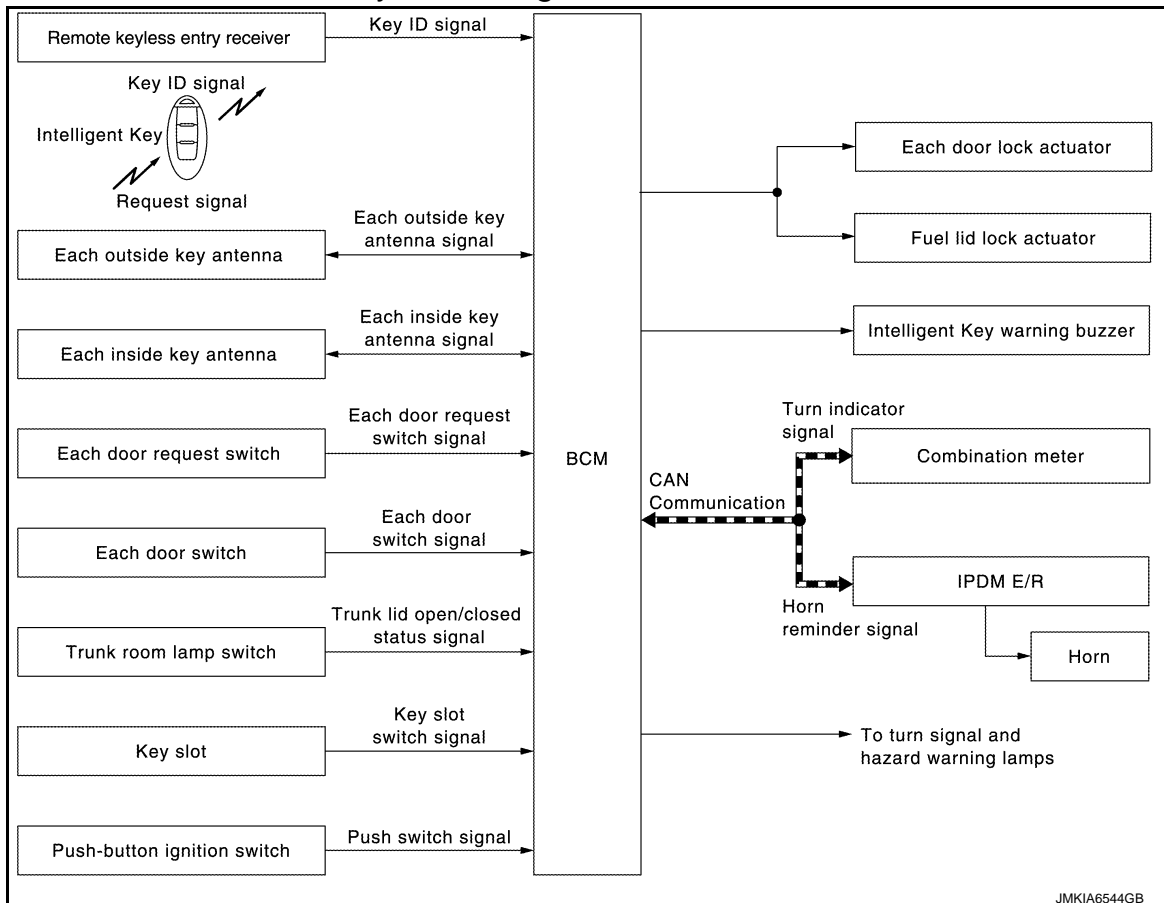 Remote keyless entry receiver
Key ID signal
Key ID signal
Intelligent Key
Request signal
Each outside key
antenna signal
Each outside key antenna
Each inside key
antenna signal
Each inside key antenna
Each door request
switch signal
Each door request switch
Each door
switch signal
Each door switch
Trunk lid open/closed
status signal
Trunk room lamp switch
Key slot
switch signal
Key slot
Push switch signal
Push-button ignition switch
BCM
Each door lock actuator
Fuel lid lock actuator
Intelligent Key warning buzzer
Turn indicator
signal
Combination meter
CAN
Communication
IPDM E/R
Horn
reminder signal
Horn
To turn signal and
hazard warning lamps
JMKIA6544GB